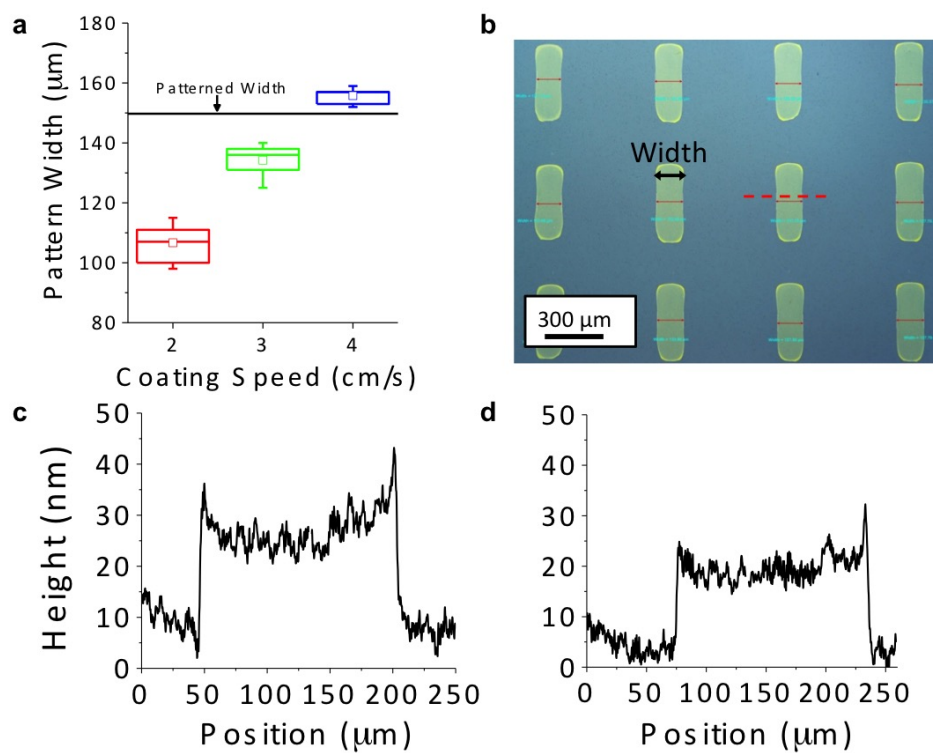 a
180
160
140
120
100
80
Pattern Width (μm)
Patterned Width
2
3
4
Coating Speed (cm/s)
b
Width
300 μm
c
50
40
30
20
10
0
Height (nm)
0
50
100
150
200
250
Position (μm)
d
50
40
30
20
10
0
0
50
100
150
200
250
Position (μm)